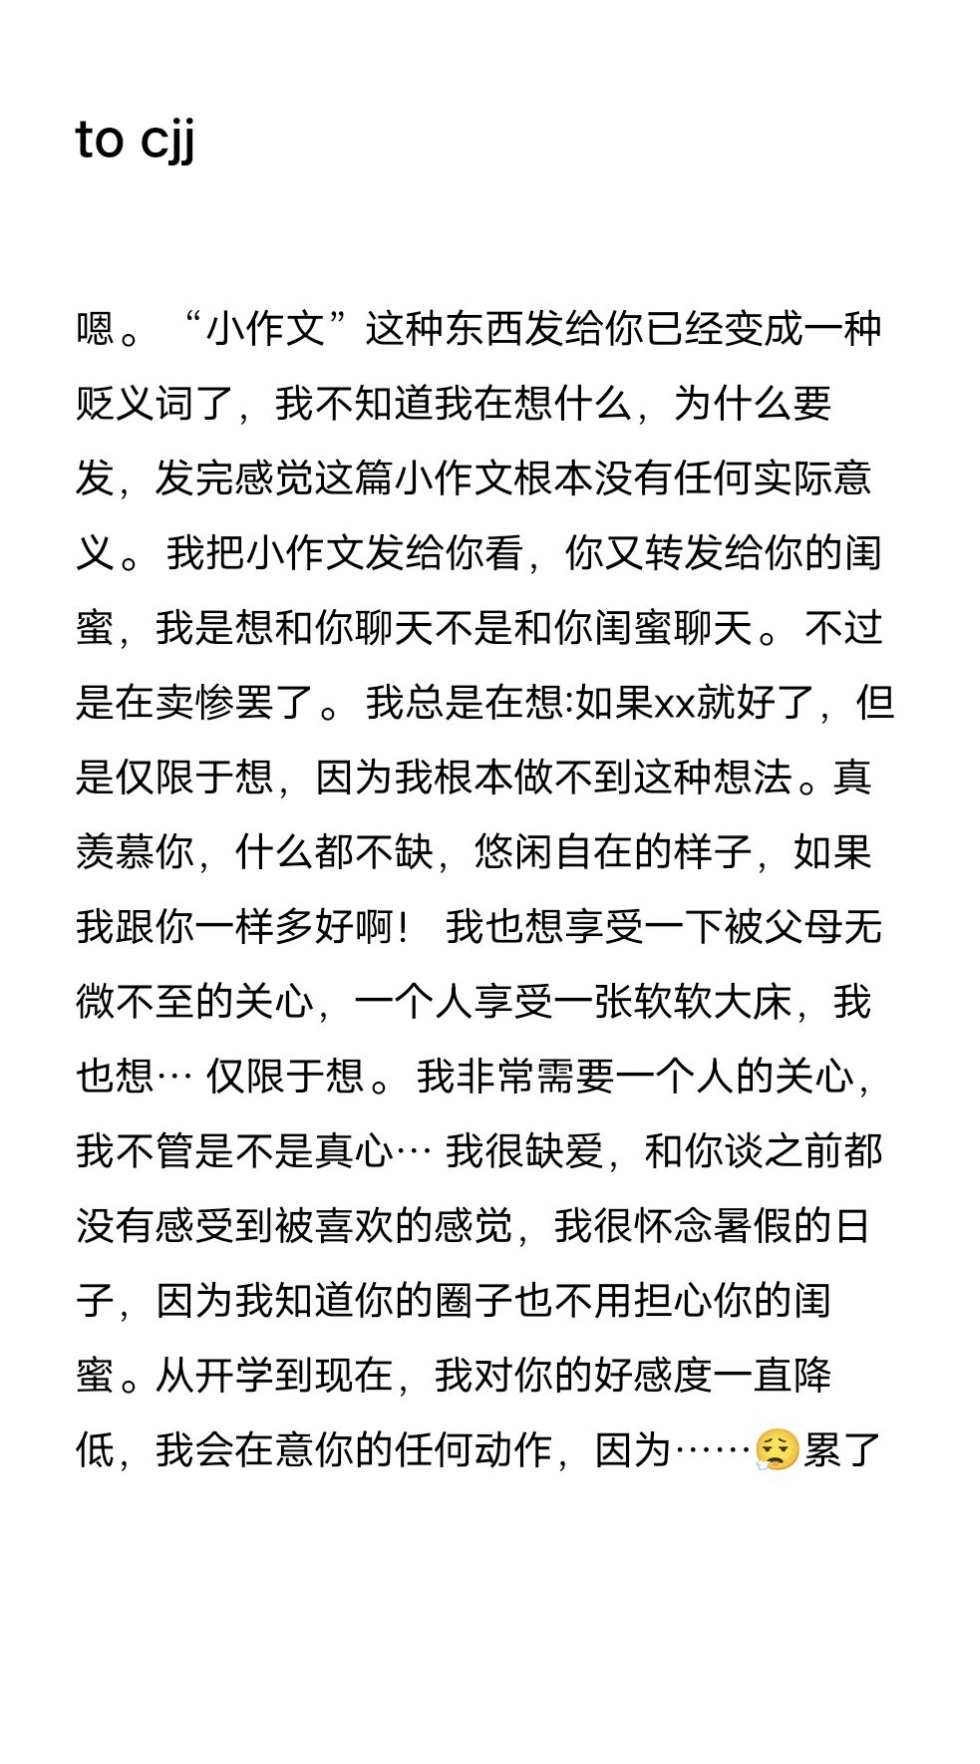 to cjj
嗯。 “小作文”这种东西发给你已经变成一种
贬义词了，我不知道我在想什么，为什么要
发，发完感觉这篇小作文根本没有任何实际意
义。 我把小作文发给你看，你又转发给你的闺
蜜，我是想和你聊天不是和你闺蜜聊天。 不过
是在卖惨罢了。 我总是在想:如果xx就好了，但
是仅限于想，因为我根本做不到这种想法。真
羡慕你，什么都不缺，悠闲自在的样子，如果
我跟你一样多好啊！ 我也想享受一下被父母无
微不至的关心，一个人享受一张软软大床，我
也想… 仅限于想。 我非常需要一个人的关心，
我不管是不是真心… 我很缺爱，和你谈之前都
没有感受到被喜欢的感觉，我很怀念暑假的日
子，因为我知道你的圈子也不用担心你的闺
蜜。从开学到现在，我对你的好感度一直降
低，我会在意你的任何动作，因为……😮‍💨累了